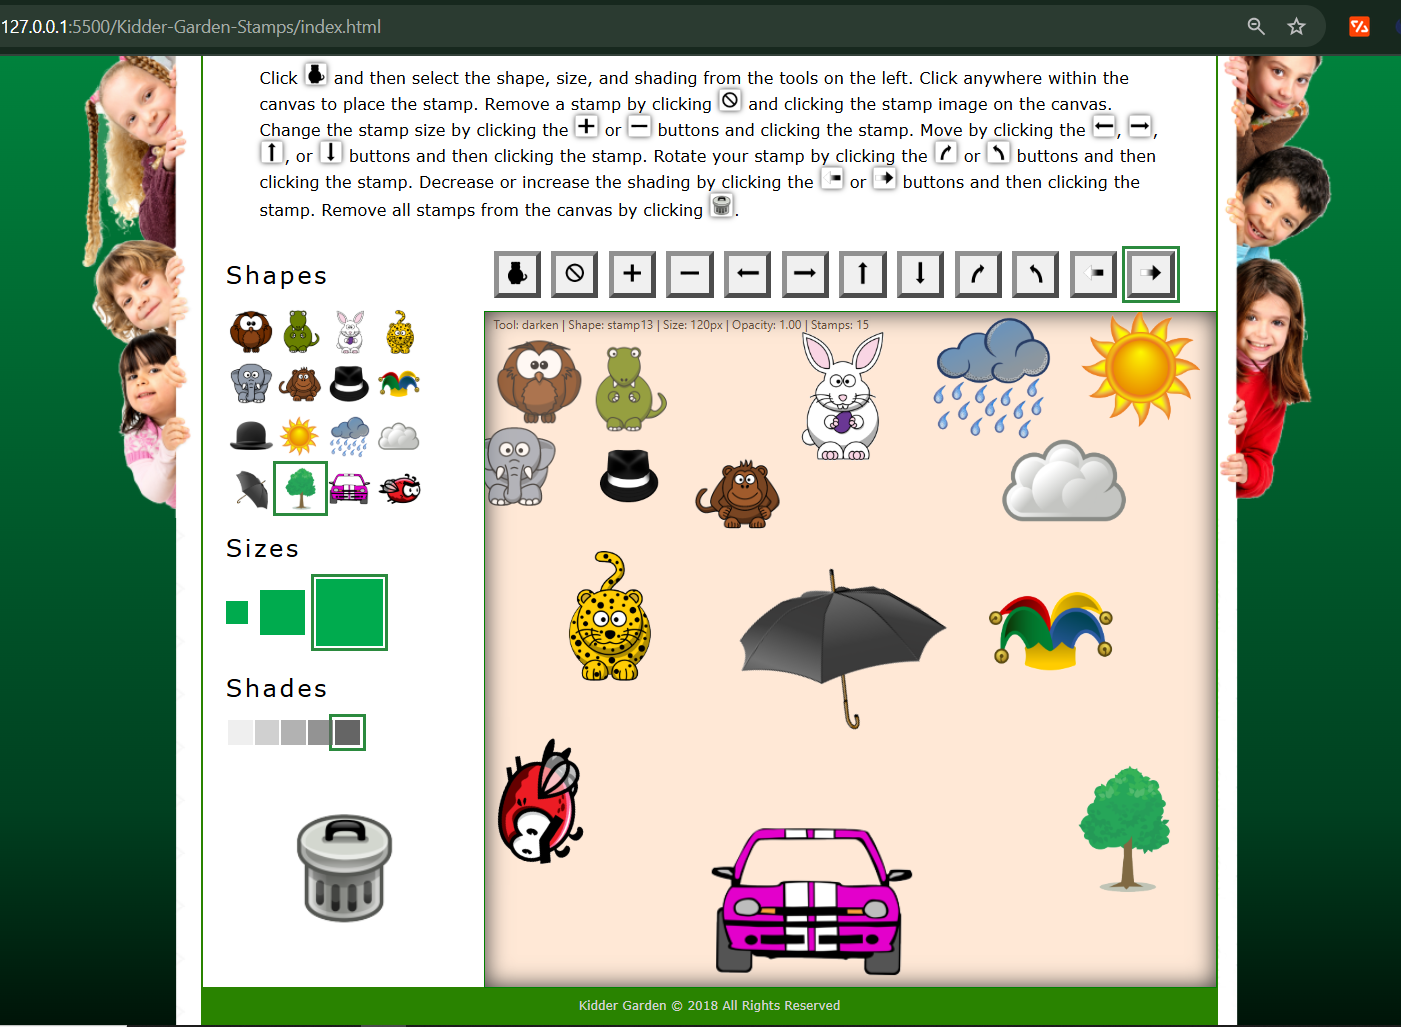 127.0.0.1:5500/Kidder-Garden-Stamps/index.html
Click and then select the shape, size, and shading from the tools on the left. Click anywhere within the
canvas to place the stamp. Remove a stamp by clicking and clicking the stamp image on the canvas.
Change the stamp size by clicking the or buttons and clicking the stamp. Move by clicking the , ,
, or buttons and then clicking the stamp. Rotate your stamp by clicking the or buttons and then
clicking the stamp. Decrease or increase the shading by clicking the or buttons and then clicking the
stamp. Remove all stamps from the canvas by clicking .
Shapes
Tool: darken | Shape: stamp13 | Size: 120px | Opacity: 1.00 | Stamps: 15
Sizes
Shades
Kidder Garden © 2018 All Rights Reserved